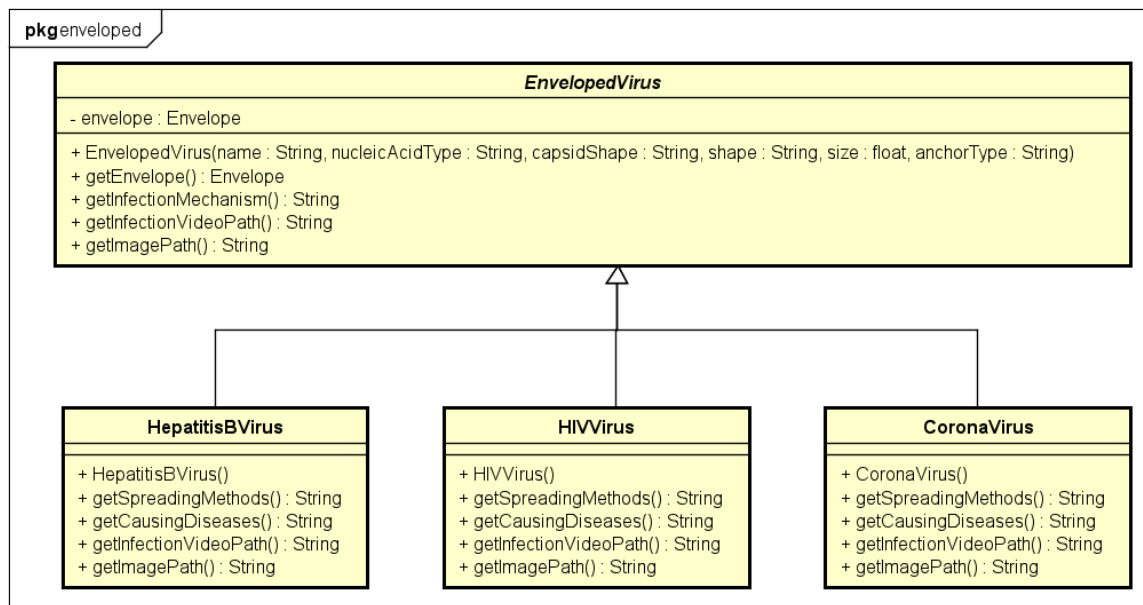 pkg enveloped
EnvelopedVirus
- envelope : Envelope
+ EnvelopedVirus(name : String, nucleicAcidType : String, capsidShape : String, shape : String, size : float, anchorType : String)
+ getEnvelope() : Envelope
+ getInfectionMechanism() : String
+ getInfectionVideoPath() : String
+ getImagePath() : String
HepatitisBVirus
+ HepatitisBVirus()
+ getSpreadingMethods() : String
+ getCausingDiseases() : String
+ getInfectionVideoPath() : String
+ getImagePath() : String
HIVVirus
+ HIVVirus()
+ getSpreadingMethods() : String
+ getCausingDiseases() : String
+ getInfectionVideoPath() : String
+ getImagePath() : String
CoronaVirus
+ CoronaVirus()
+ getSpreadingMethods() : String
+ getCausingDiseases() : String
+ getInfectionVideoPath() : String
+ getImagePath() : String